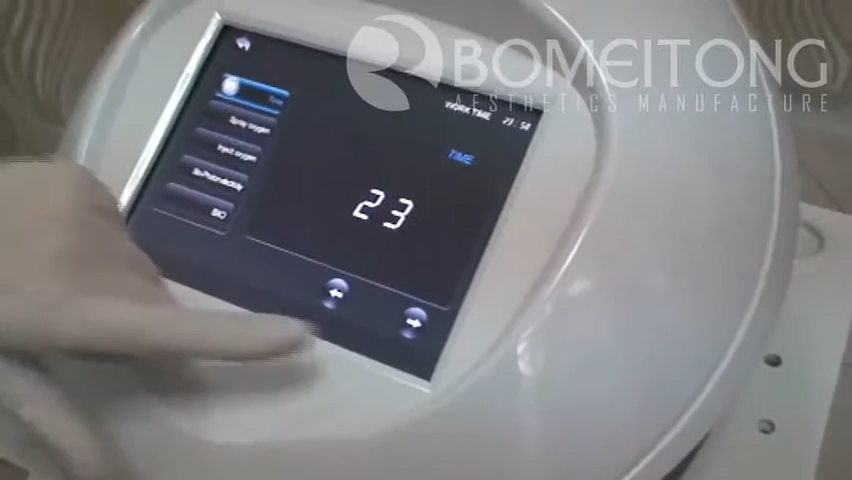 BOMEITONG
AESTHETICS MANUFACTURE
WORK TIME 23:58
Spray oxygen
TIME
Inject oxygen
BIO
23